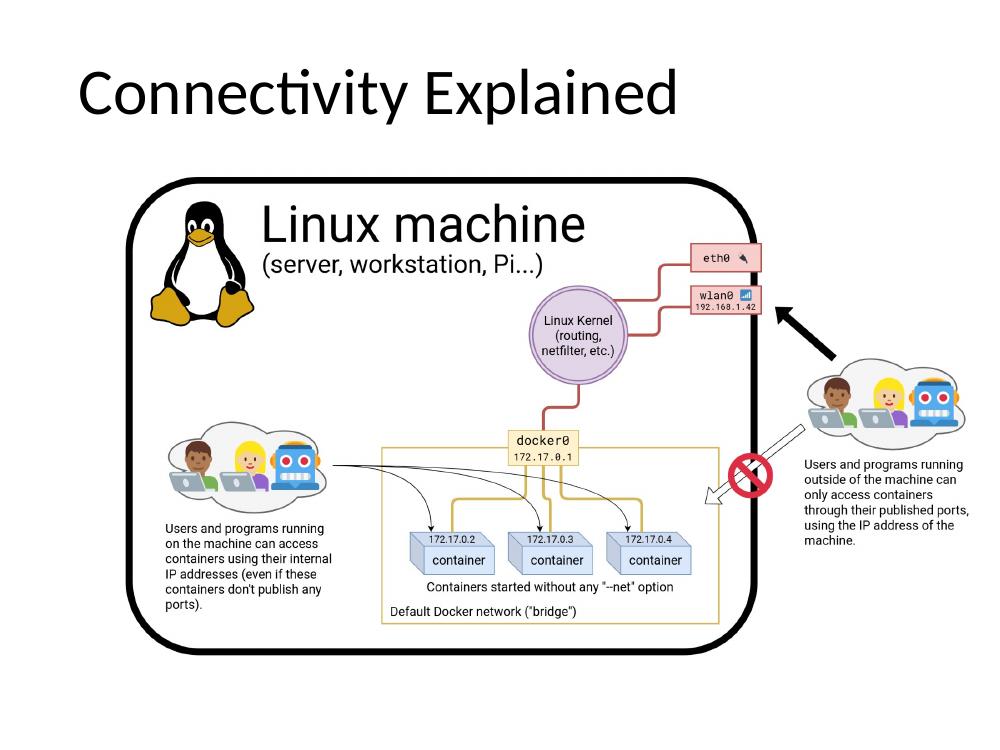 Connectivity Explained
Linux machine
(server, workstation, Pi...)
eth0
wlan0
192.168.1.42
Linux Kernel
(routing,
netfilter, etc.)
docker0
172.17.0.1
Users and programs running
on the machine can access
containers using their internal
IP addresses (even if these
containers don't publish any
ports).
172.17.0.2
container
172.17.0.3
container
172.17.0.4
container
Containers started without any "--net" option
Default Docker network ("bridge")
Users and programs running
outside of the machine can
only access containers
through their published ports,
using the IP address of the
machine.